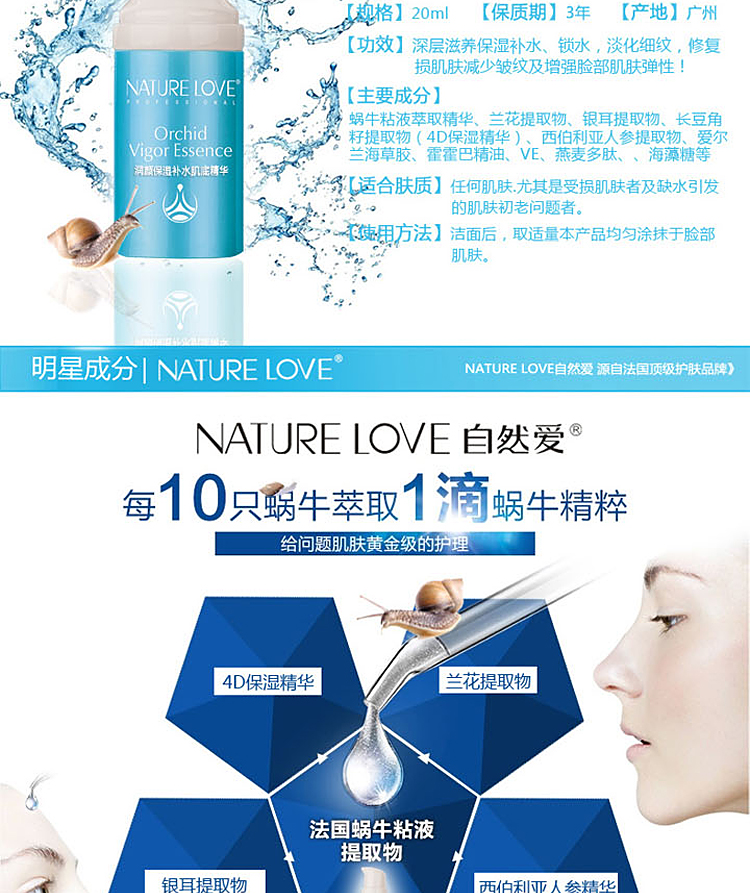 【规格】20ml 【保质期】3年 【产地】广州
【功效】深层滋养保湿补水、锁水，淡化细纹，修复
损肌肤减少皱纹及增强脸部肌肤弹性！
【主要成分】
蜗牛粘液萃取精华、兰花提取物、银耳提取物、长豆角
籽提取物（4D保湿精华）、西伯利亚人参提取物、爱尔
兰海草胶、霍霍巴精油、VE、燕麦多肽、、海藻糖等
【适合肤质】任何肌肤.尤其是受损肌肤者及缺水引发
的肌肤初老问题者。
【使用方法】洁面后，取适量本产品均匀涂抹于脸部
肌肤。
NATURE LOVE®
PROFESSIONAL
Orchid
Vigor Essence
润颜保湿补水肌底精华
明星成分 | NATURE LOVE®
NATURE LOVE自然爱 源自法国顶级护肤品牌》
NATURE LOVE 自然爱®
每10只蜗牛萃取1滴蜗牛精粹
给问题肌肤黄金级的护理
4D保湿精华
兰花提取物
法国蜗牛粘液
提取物
银耳提取物
西伯利亚人参精华